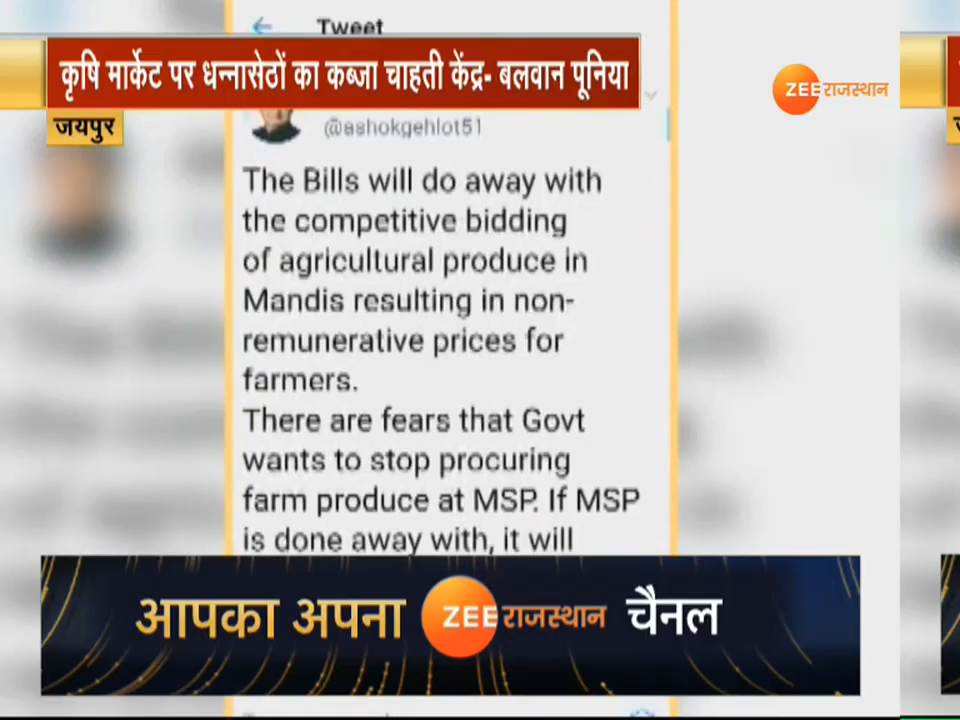 Tweet
कृषि मार्केट पर धन्नासेठों का कब्जा चाहती केंद्र- बलवान पूनिया
ZEE राजस्थान
जयपुर
@ashokgehlot51
The Bills will do away with
the competitive bidding
of agricultural produce in
Mandis resulting in non-
remunerative prices for
farmers.
There are fears that Govt
wants to stop procuring
farm produce at MSP. If MSP
is done away with, it will
आपका अपना ZEE राजस्थान चैनल